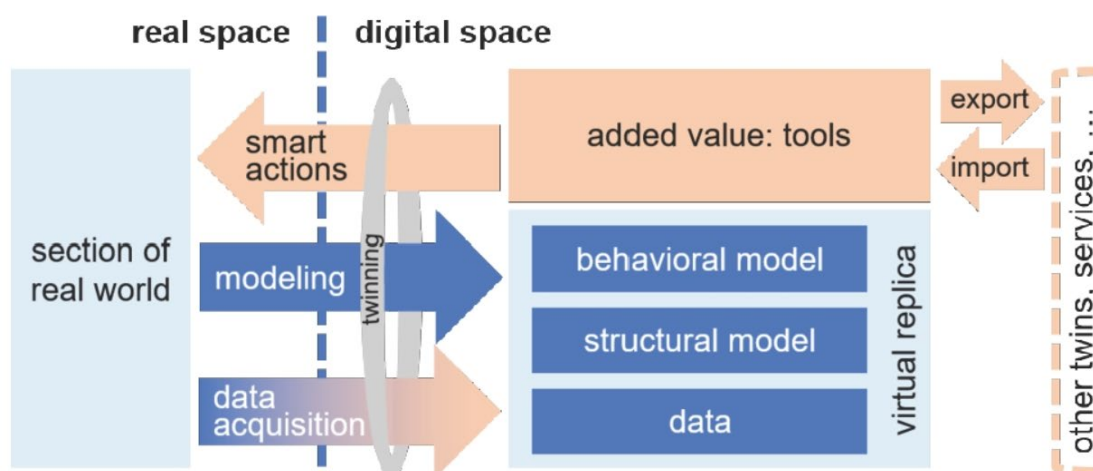 real space
digital space
smart
actions
added value: tools
export
import
section of
real world
modeling
twinning
behavioral model
structural model
data
virtual replica
data
acquisition
other twins, services, ...